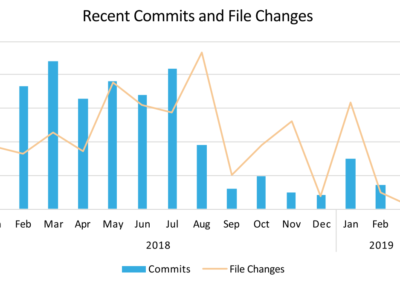 Recent Commits and File Changes
Feb Mar Apr May Jun Jul Aug Sep Oct Nov Dec Jan Feb
2018 2019
Commits File Changes